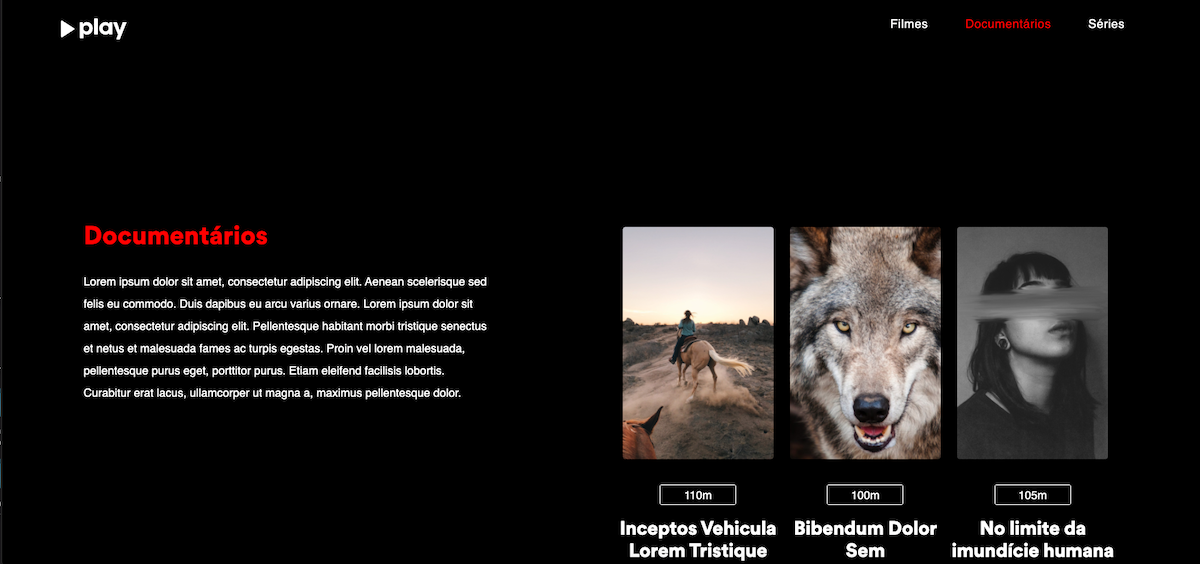 play
Filmes
Documentários
Séries
Documentários
Lorem ipsum dolor sit amet, consectetur adipiscing elit. Aenean scelerisque sed
felis eu commodo. Duis dapibus eu arcu varius ornare. Lorem ipsum dolor sit
amet, consectetur adipiscing elit. Pellentesque habitant morbi tristique senectus
et netus et malesuada fames ac turpis egestas. Proin vel lorem malesuada,
pellentesque purus eget, porttitor purus. Etiam eleifend facilisis lobortis.
Curabitur erat lacus, ullamcorper ut magna a, maximus pellentesque dolor.
110m
Inceptos Vehicula
Lorem Tristique
100m
Bibendum Dolor
Sem
105m
No limite da
imundície humana